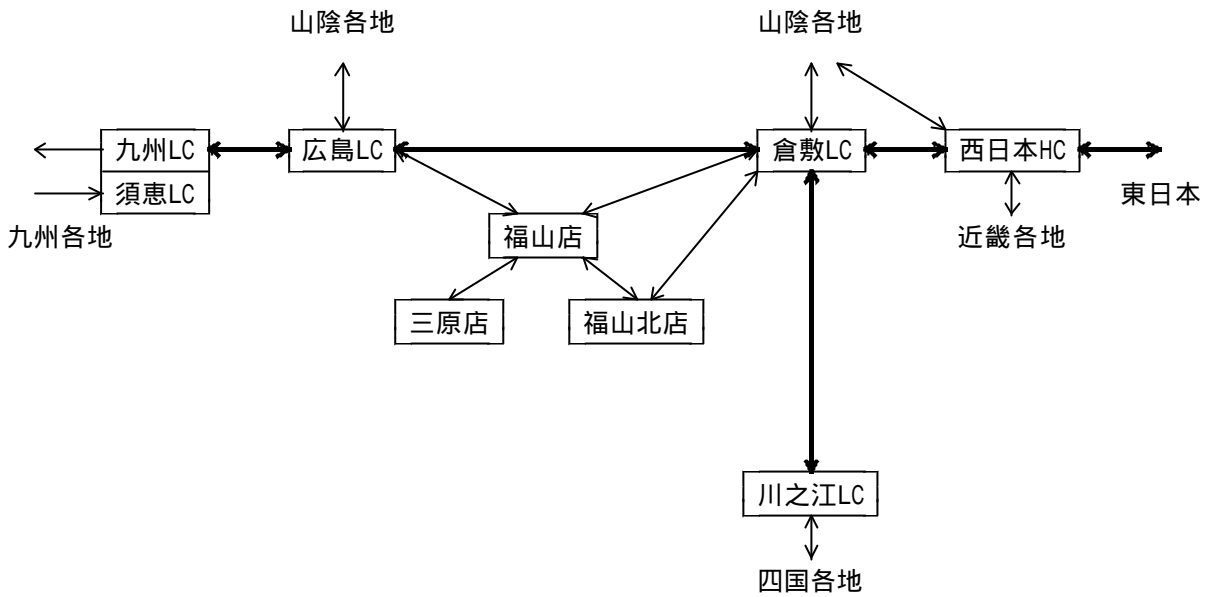 山陰各地
山陰各地
九州LC
広島LC
倉敷LC
西日本HC
須恵LC
東日本
九州各地
福山店
近畿各地
三原店
福山北店
川之江LC
四国各地